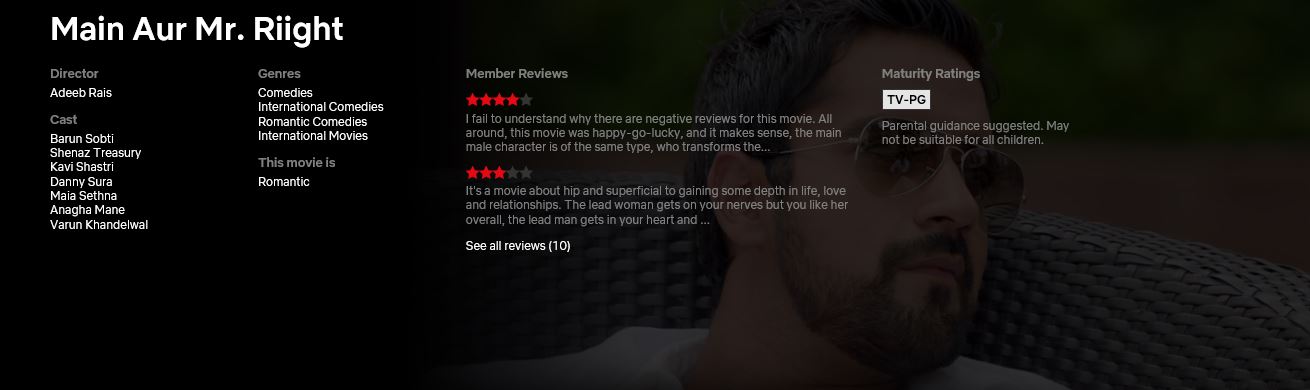 Main Aur Mr. Riight
Director
Adeeb Rais
Cast
Barun Sobti
Shenaz Treasury
Kavi Shastri
Danny Sura
Maia Sethna
Anagha Mane
Varun Khandelwal
Genres
Comedies
International Comedies
Romantic Comedies
International Movies
This movie is
Romantic
Member Reviews
I fail to understand why there are negative reviews for this movie. All
around, this movie was happy-go-lucky, and it makes sense, the main
male character is of the same type, who transforms the...
It's a movie about hip and superficial to gaining some depth in life, love
and relationships. The lead woman gets on your nerves but you like her
overall, the lead man gets in your heart and ...
See all reviews (10)
Maturity Ratings
TV-PG
Parental guidance suggested. May
not be suitable for all children.